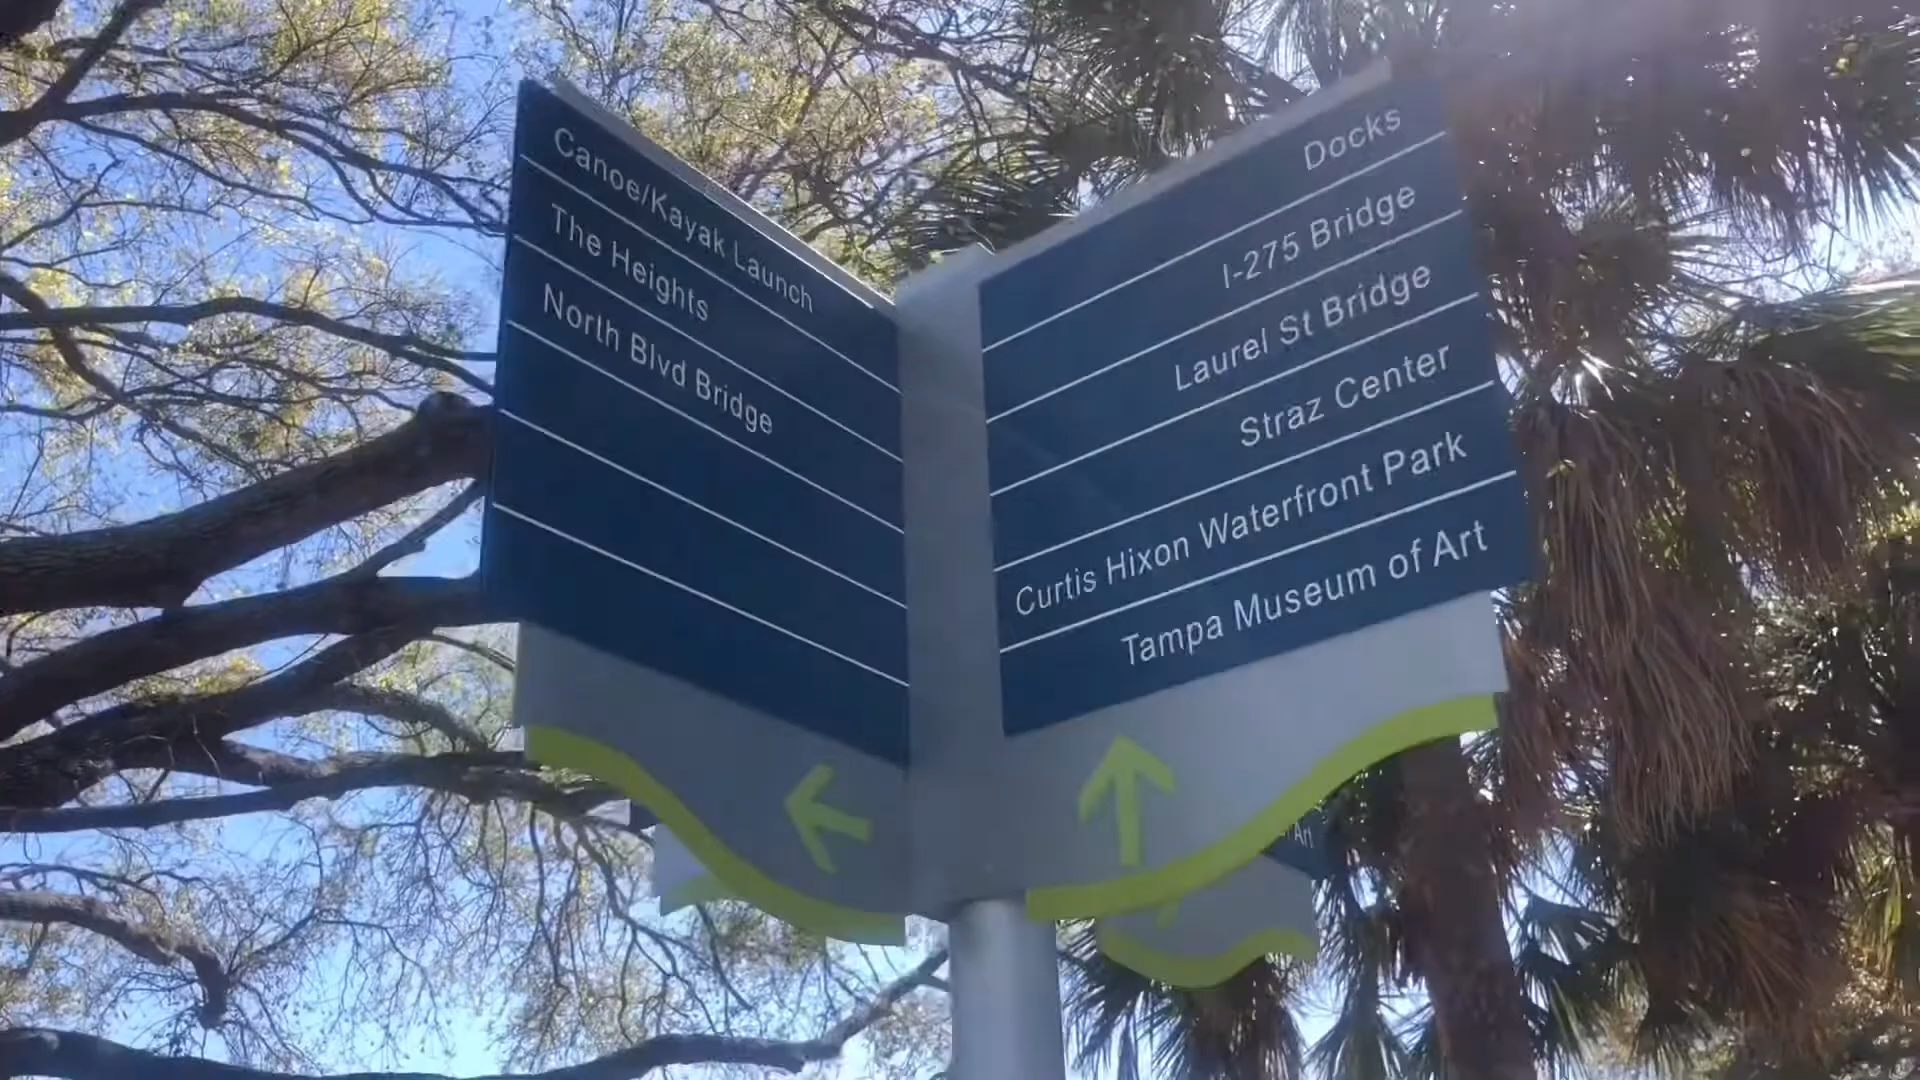 Canoe/Kayak Launch
The Heights
North Blvd Bridge
Docks
I-275 Bridge
Laurel St Bridge
Straz Center
Curtis Hixon Waterfront Park
Tampa Museum of Art
Art